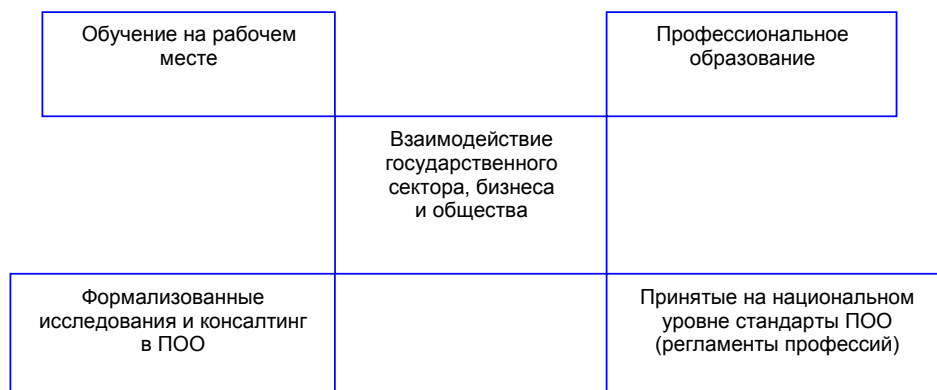 Обучение на рабочем
месте
Профессиональное
образование
Взаимодействие
государственного
сектора, бизнеса
и общества
Формализованные
исследования и консалтинг
в ПОО
Принятые на национальном
уровне стандарты ПОО
(регламенты профессий)